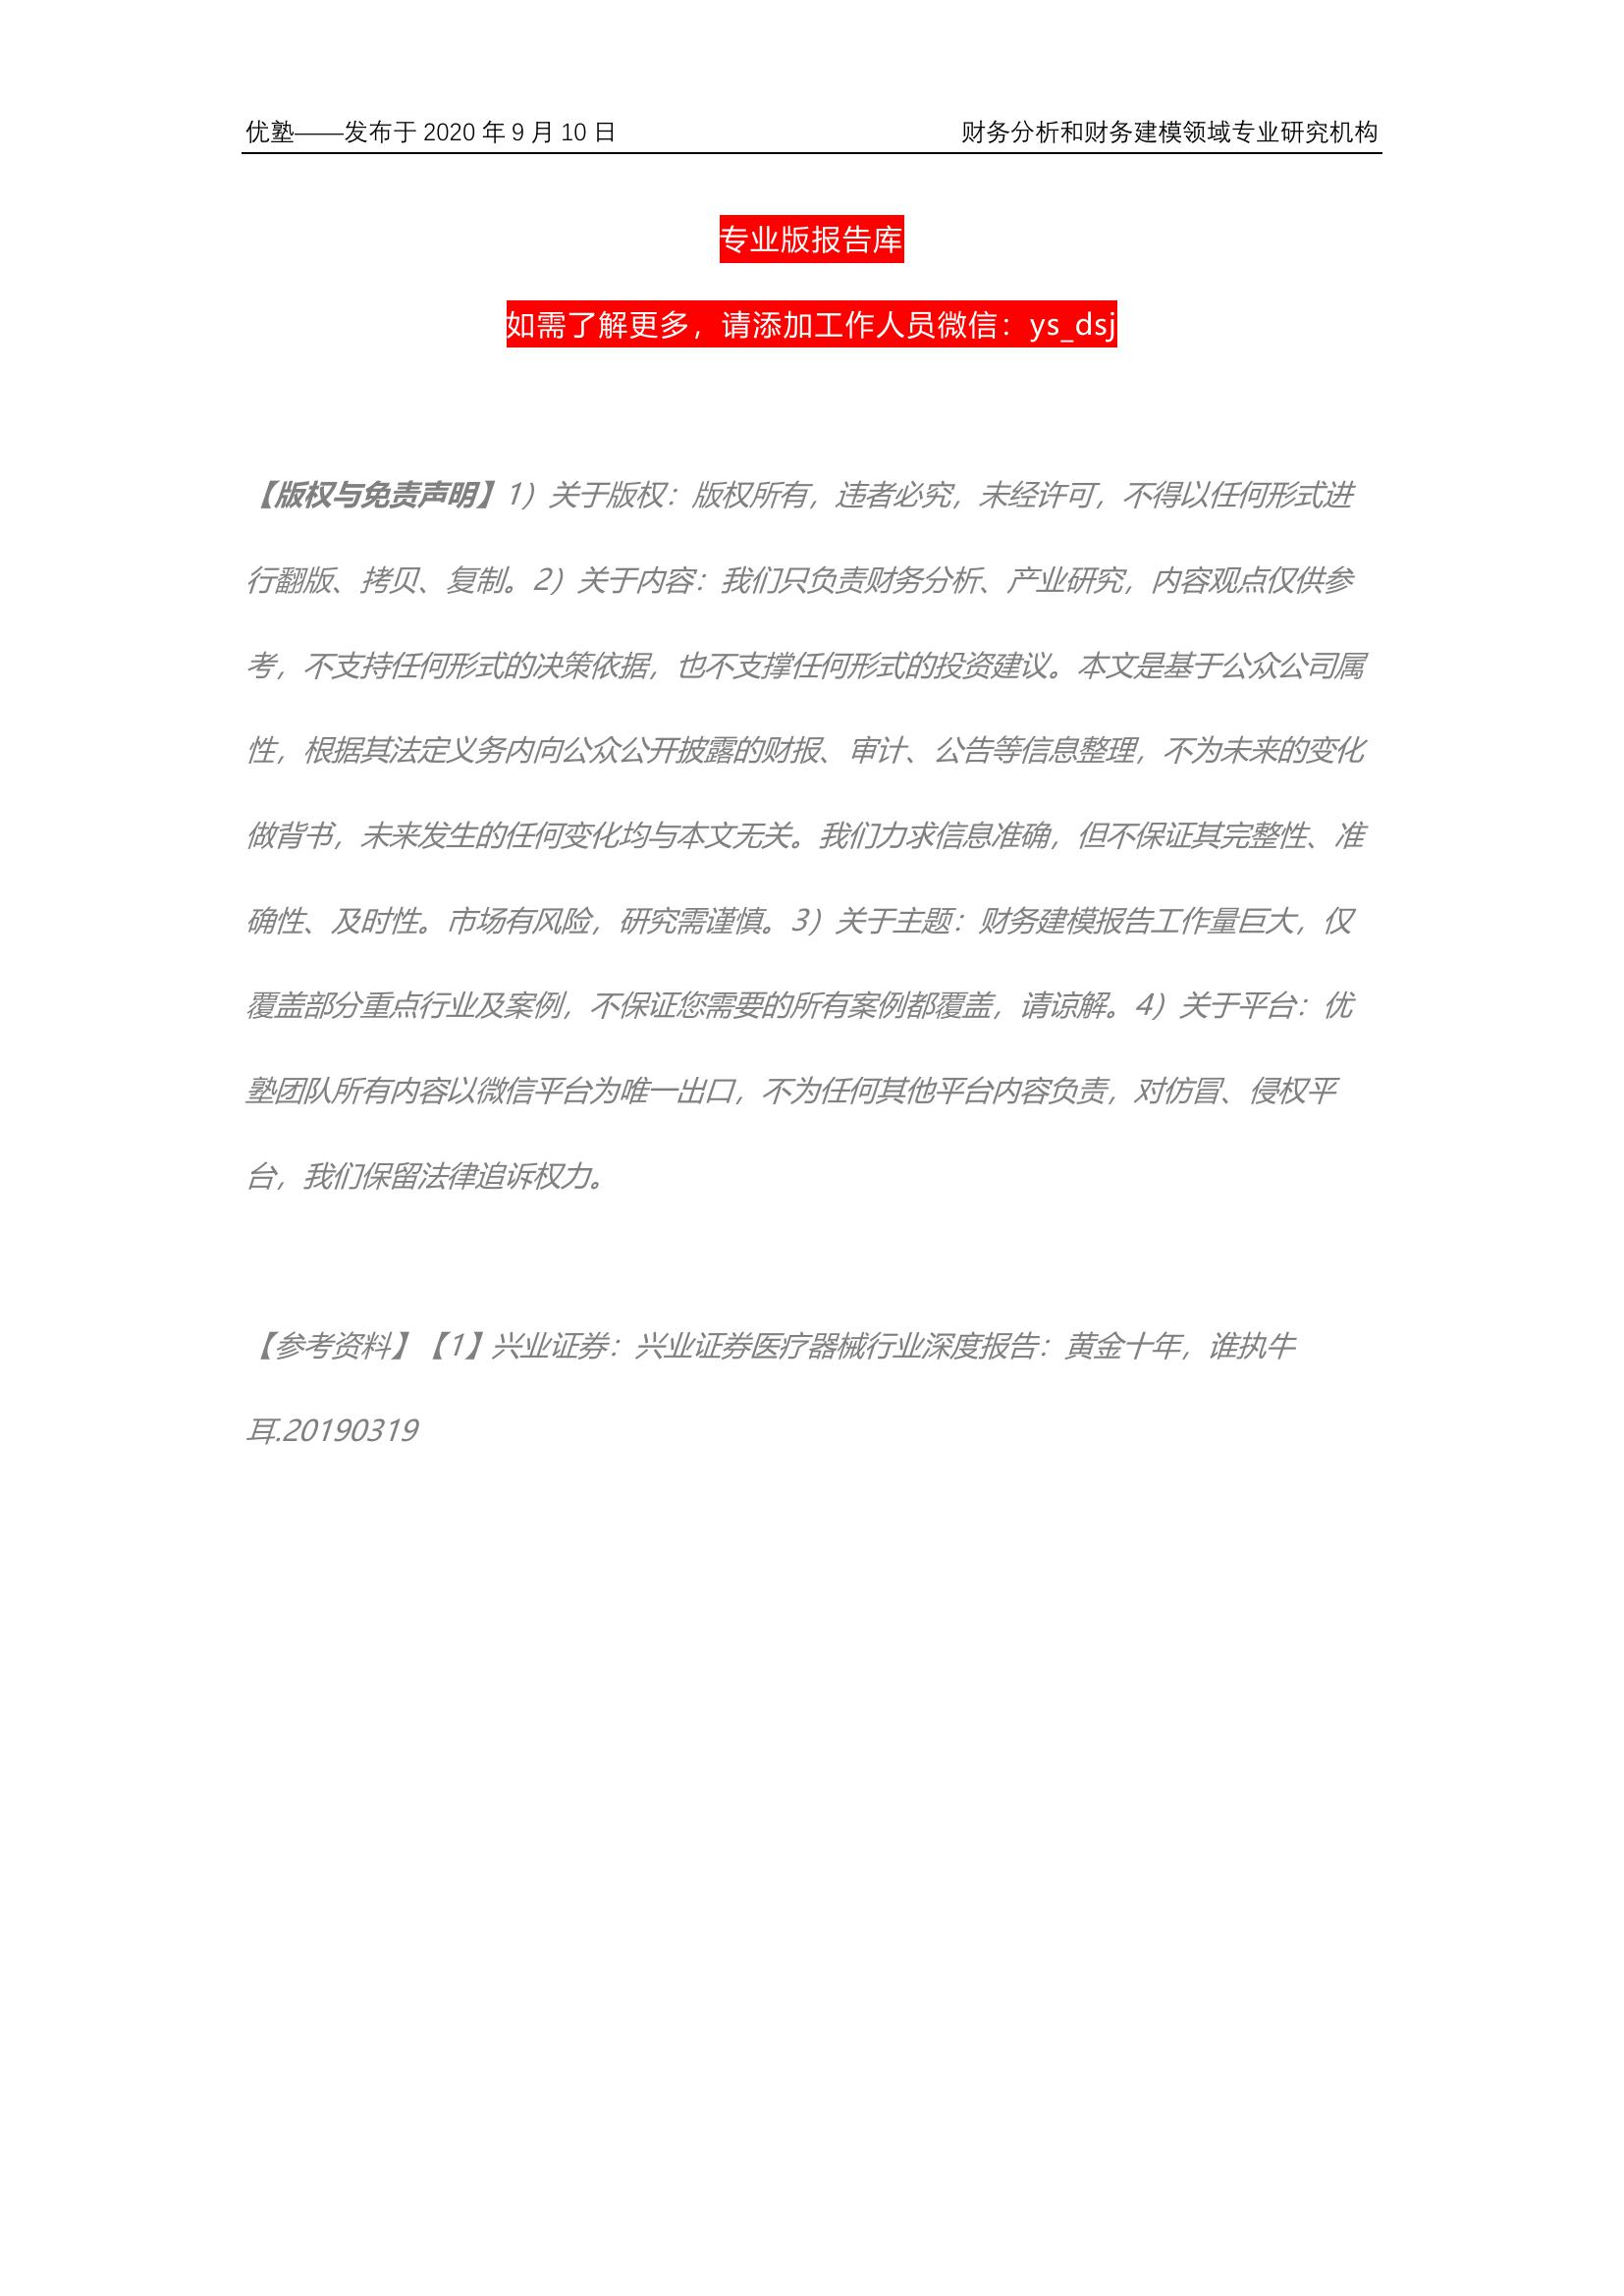 优塾——发布于 2020 年 9 月 10 日 财务分析和财务建模领域专业研究机构
专业版报告库
如需了解更多，请添加工作人员微信：ys_dsj
【版权与免责声明】1）关于版权：版权所有，违者必究，未经许可，不得以任何形式进
行翻版、拷贝、复制。2）关于内容：我们只负责财务分析、产业研究，内容观点仅供参
考，不支持任何形式的决策依据，也不支撑任何形式的投资建议。本文是基于公众公司属
性，根据其法定义务内向公众公开披露的财报、审计、公告等信息整理，不为未来的变化
做背书，未来发生的任何变化均与本文无关。我们力求信息准确，但不保证其完整性、准
确性、及时性。市场有风险，研究需谨慎。3）关于主题：财务建模报告工作量巨大，仅
覆盖部分重点行业及案例，不保证您需要的所有案例都覆盖，请谅解。4）关于平台：优
塾团队所有内容以微信平台为唯一出口，不为任何其他平台内容负责，对仿冒、侵权平
台，我们保留法律追诉权力。
【参考资料】【1】兴业证券：兴业证券医疗器械行业深度报告：黄金十年，谁执牛
耳.20190319